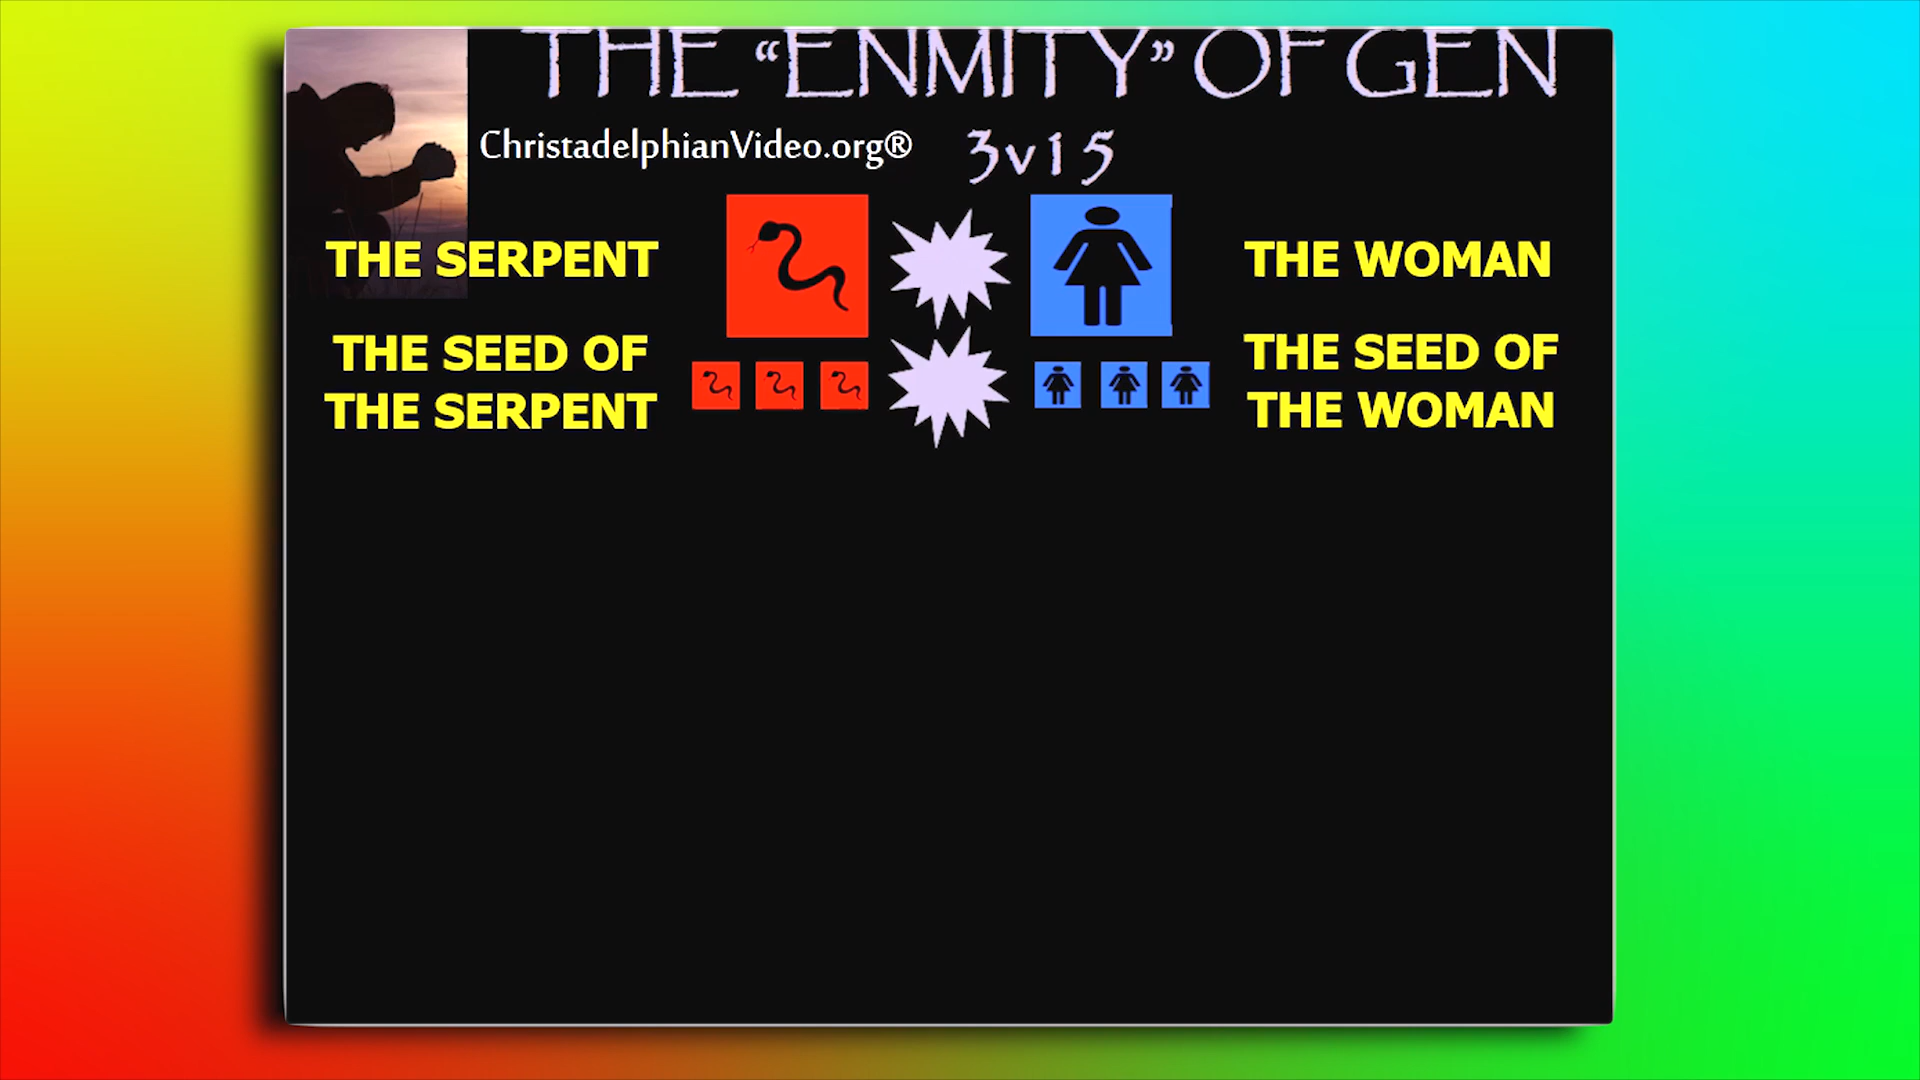 THE “ENMITY” OF GEN
3v15
ChristadelphianVideo.org®
THE SERPENT
THE WOMAN
THE SEED OF
THE SERPENT
THE SEED OF
THE WOMAN